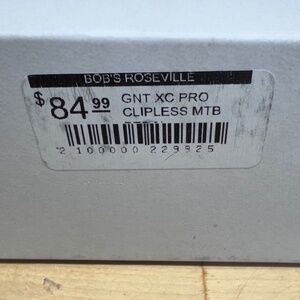 BOB'S ROSEVILLE
$84.99 GNT XC PRO
CLIPLESS MTB
2 100000 229925